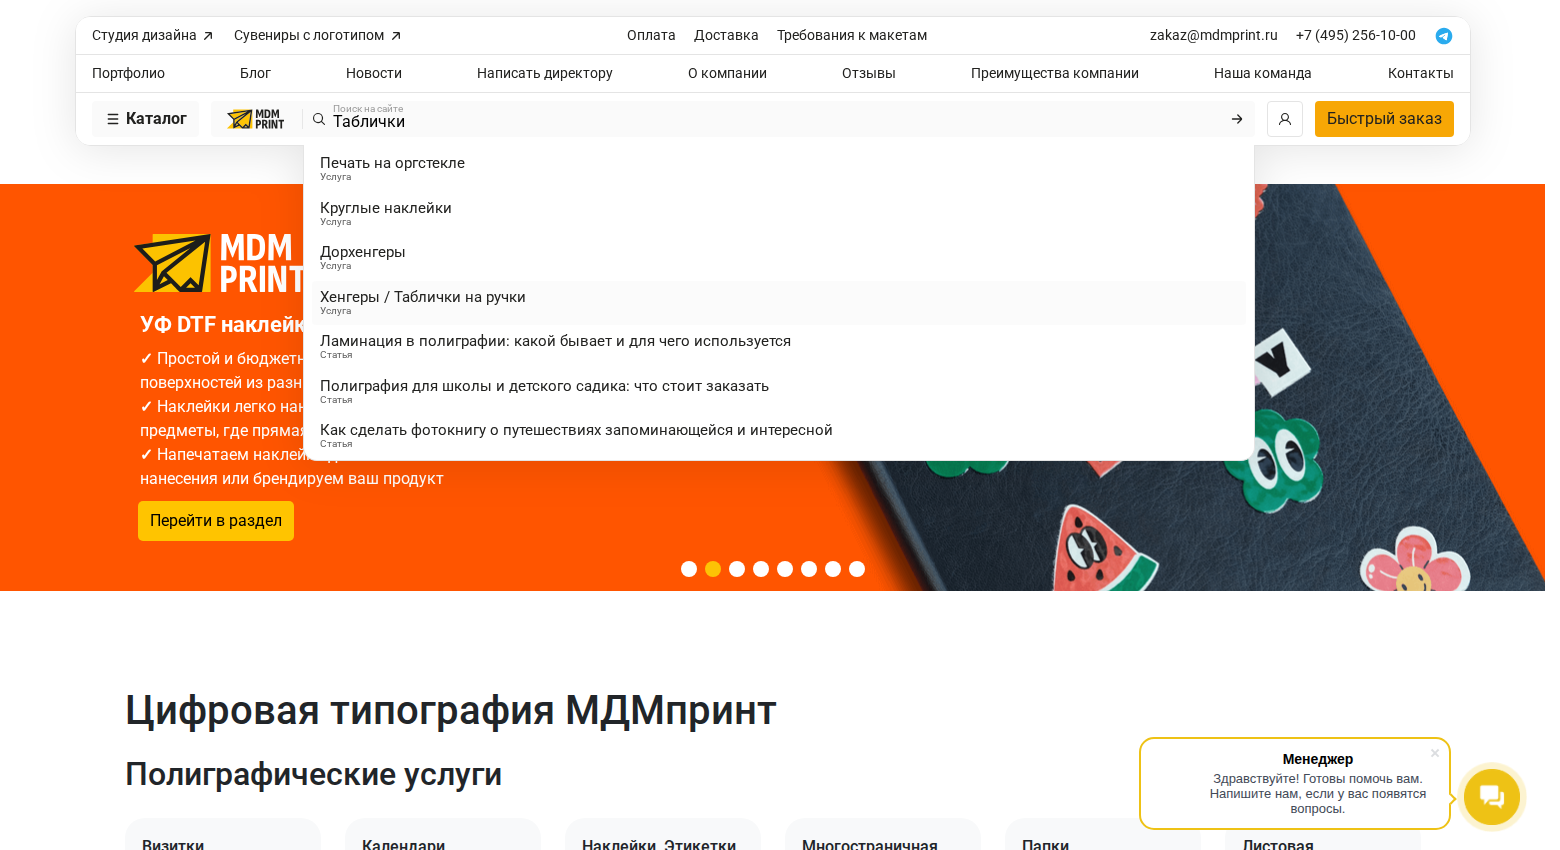 Студия дизайна
Сувениры с логотипом
Оплата
Доставка
Требования к макетам
zakaz@mdmprint.ru
+7 (495) 256-10-00
Портфолио
Блог
Новости
Написать директору
О компании
Отзывы
Преимущества компании
Наша команда
Контакты
Каталог
MDM
PRINT
Поиск на сайте
Таблички
Быстрый заказ
Печать на оргстекле
Услуга
Круглые наклейки
Услуга
Дорхенгеры
Услуга
Хенгеры / Таблички на ручки
Услуга
Ламинация в полиграфии: какой бывает и для чего используется
Статья
Полиграфия для школы и детского садика: что стоит заказать
Статья
Как сделать фотокнигу о путешествиях запоминающейся и интересной
Статья
MDM
PRINT
УФ DTF наклейк
✓ Простой и бюджетн
поверхностей из разн
✓ Наклейки легко нан
предметы, где прямая
✓ Напечатаем наклей
нанесения или брендируем ваш продукт
Перейти в раздел
Цифровая типография МДМпринт
Полиграфические услуги
Визитки
Календари
Наклейки, Этикетки
Многостраничная
Папки
Листовая
Менеджер
Здравствуйте! Готовы помочь вам.
Напишите нам, если у вас появятся
вопросы.